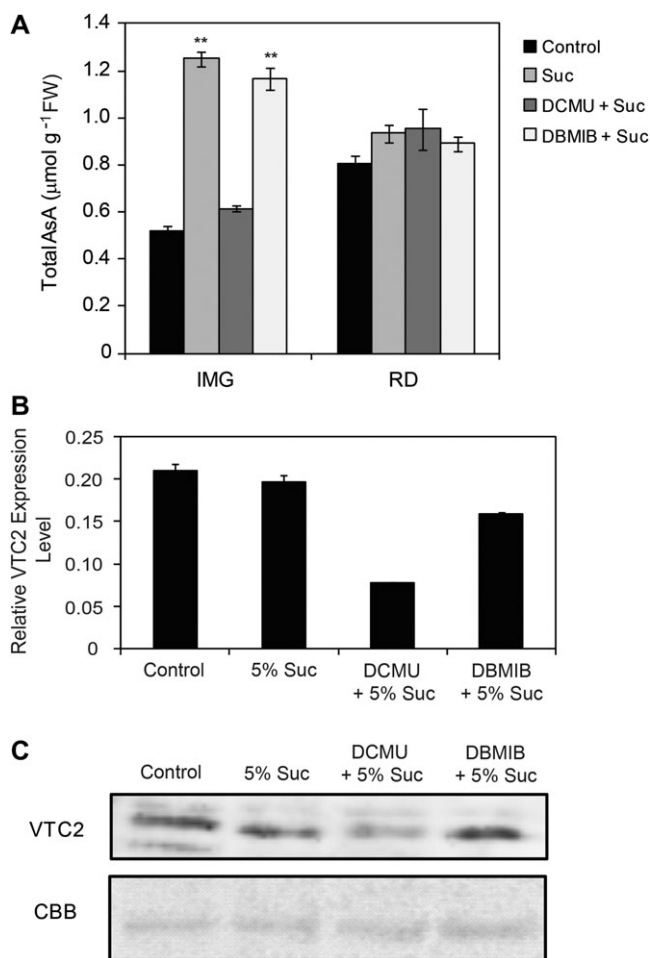 A
Total AsA (μmol g⁻¹ FW)
1.4
1.2
1.0
0.8
0.6
0.4
0.2
0
**
**
IMG
RD
Control
Suc
DCMU + Suc
DBMIB + Suc
B
Relative VTC2 Expression
Level
0.25
0.20
0.15
0.10
0.05
0
Control
5% Suc
DCMU
+ 5% Suc
DBMIB
+ 5% Suc
C
Control
5% Suc
DCMU
+ 5% Suc
DBMIB
+ 5% Suc
VTC2
CBB